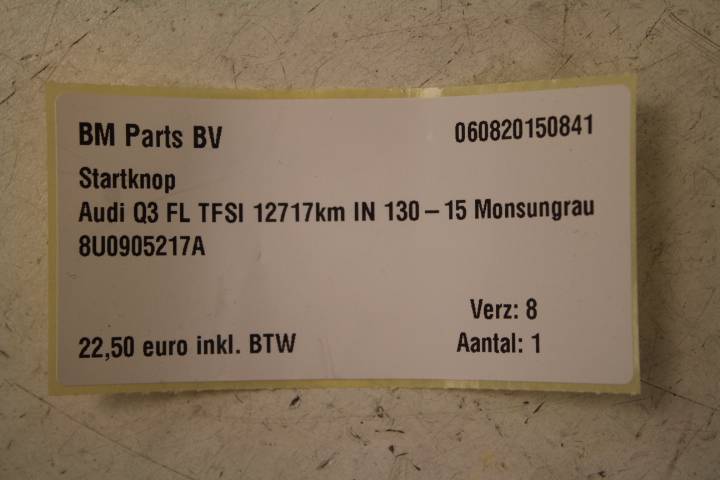 BM Parts BV 060820150841
Startknop
Audi Q3 FL TFSI 12717km IN 130 – 15 Monsungrau
8U0905217A
Verz: 8
22,50 euro inkl. BTW Aantal: 1